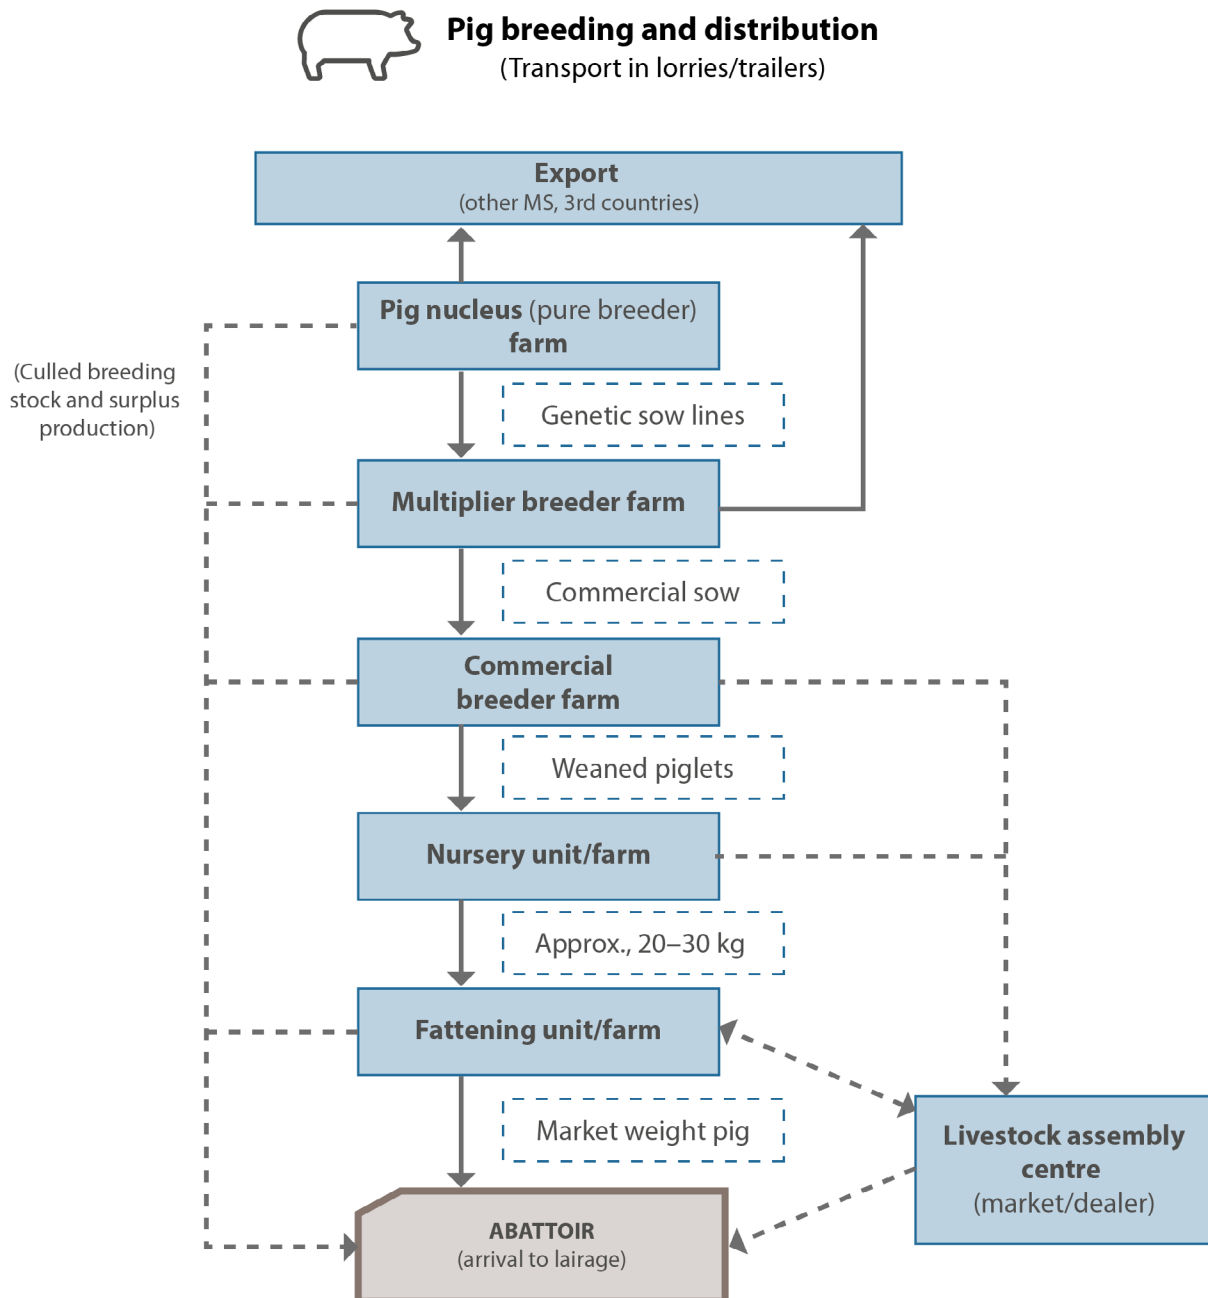 Pig breeding and distribution
(Transport in lorries/trailers)
Export
(other MS, 3rd countries)
Pig nucleus (pure breeder)
farm
(Culled breeding
stock and surplus
production)
Genetic sow lines
Multiplier breeder farm
Commercial sow
Commercial
breeder farm
Weaned piglets
Nursery unit/farm
Approx., 20–30 kg
Fattening unit/farm
Market weight pig
Livestock assembly
centre
(market/dealer)
ABATTOIR
(arrival to lairage)